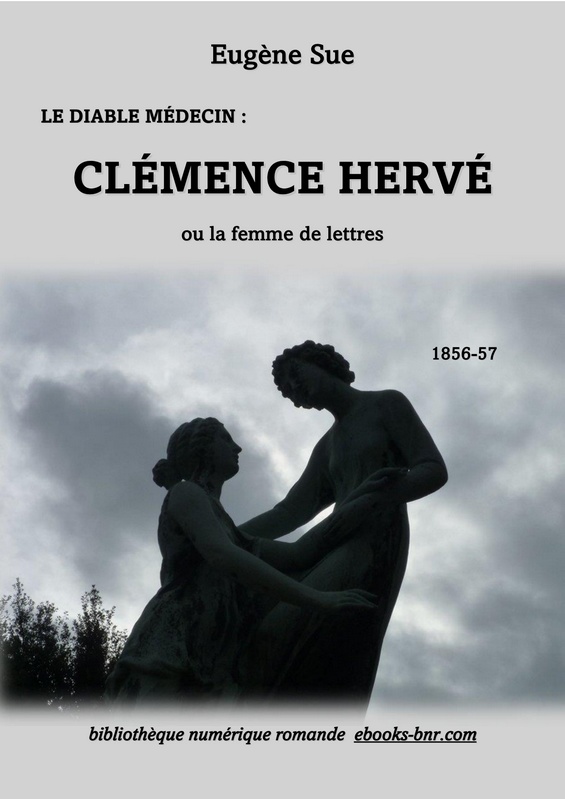 Eugène Sue
LE DIABLE MÉDECIN :
CLÉMENCE HERVÉ
ou la femme de lettres
1856-57
bibliothèque numérique romande ebooks-bnr.com